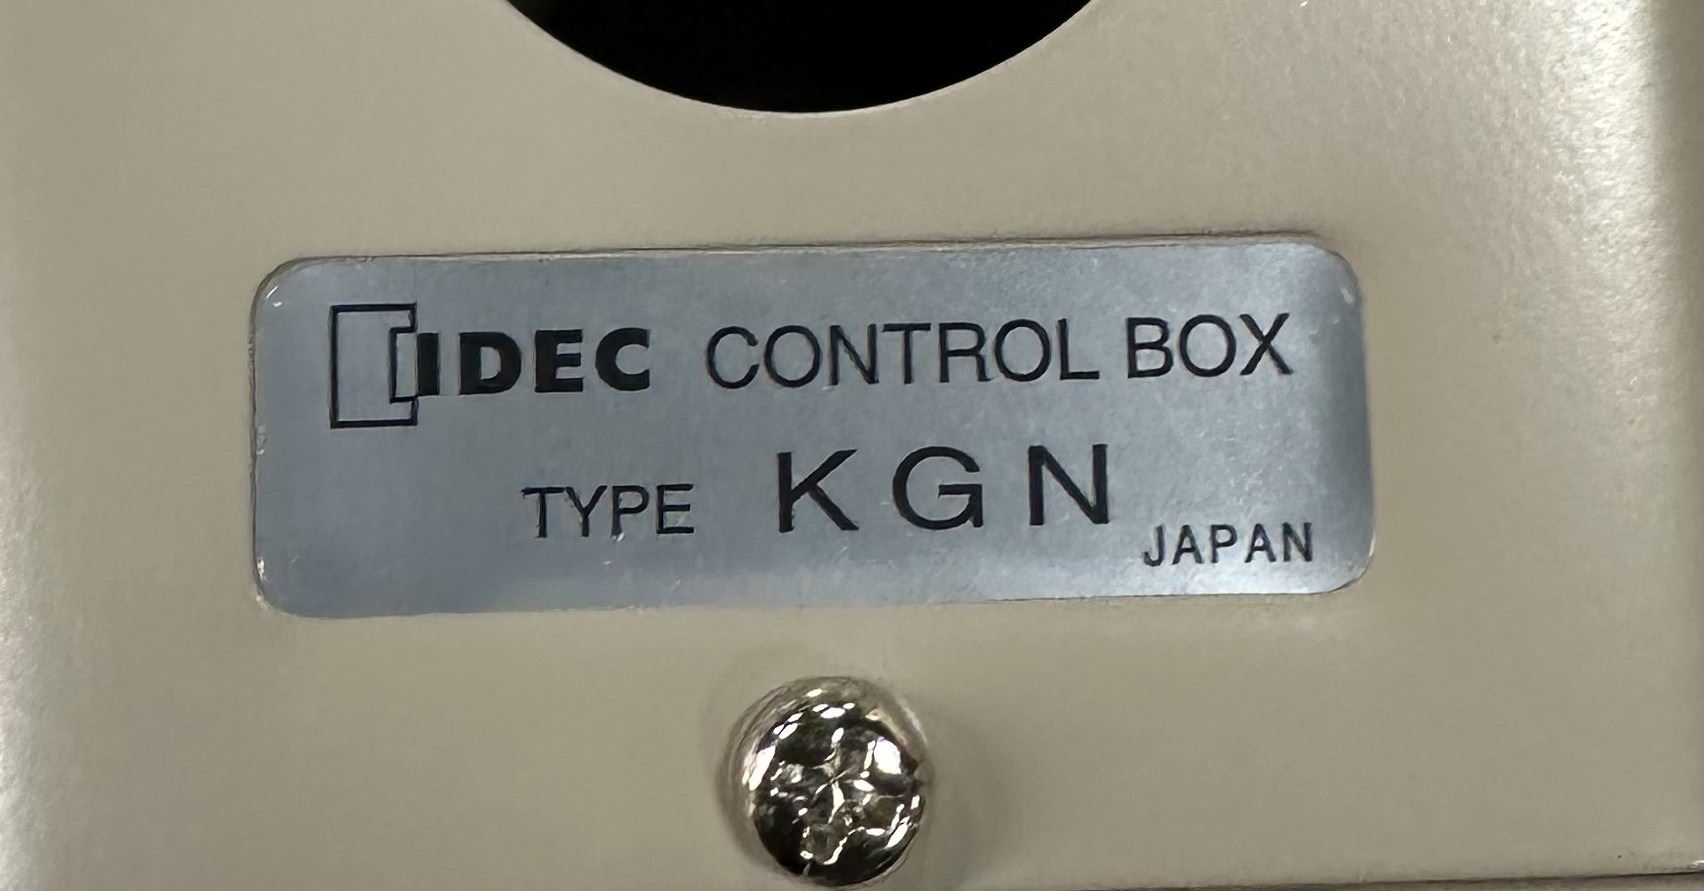 IDEC CONTROL BOX
TYPE KGN
JAPAN